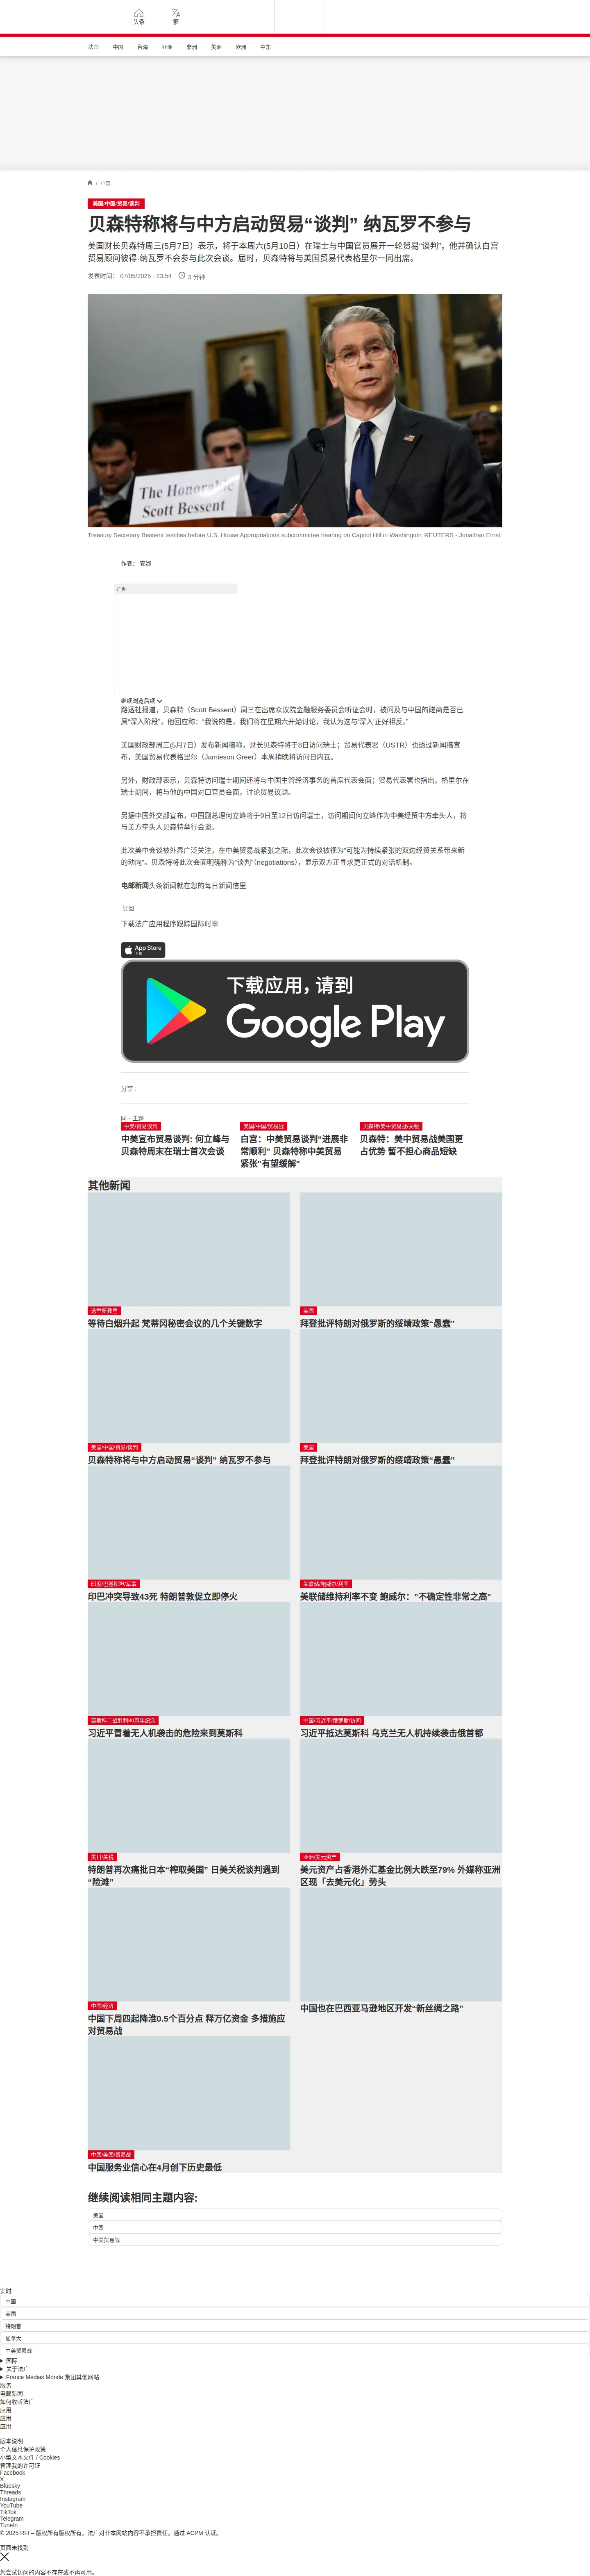 头条
繁
法国
中国
台海
亚洲
非洲
美洲
欧洲
中东
/ 中国
美国/中国/贸易/谈判
贝森特称将与中方启动贸易“谈判” 纳瓦罗不参与
美国财长贝森特周三(5月7日）表示，将于本周六(5月10日）在瑞士与中国官员展开一轮贸易“谈判”，他并确认白宫
贸易顾问彼得·纳瓦罗不会参与此次会谈。届时，贝森特将与美国贸易代表格里尔一同出席。
发表时间： 07/05/2025 - 23:54
3 分钟
The Honorable
Scott Bessent
Treasury Secretary Bessent testifies before U.S. House Appropriations subcommittee hearing on Capitol Hill in Washington REUTERS - Jonathan Ernst
作者： 安娜
广告
继续浏览后续
路透社报道，贝森特（Scott Bessent）周三在出席众议院金融服务委员会听证会时，被问及与中国的磋商是否已
属“深入阶段”，他回应称：“我说的是，我们将在星期六开始讨论，我认为这与‘深入’正好相反。”
美国财政部周三(5月7日）发布新闻稿称，财长贝森特将于8日访问瑞士；贸易代表署（USTR）也透过新闻稿宣
布，美国贸易代表格里尔（Jamieson Greer）本周稍晚将访问日内瓦。
另外，财政部表示，贝森特访问瑞士期间还将与中国主管经济事务的首席代表会面；贸易代表署也指出，格里尔在
瑞士期间，将与他的中国对口官员会面，讨论贸易议题。
另据中国外交部宣布，中国副总理何立峰将于9日至12日访问瑞士，访问期间何立峰作为中美经贸中方牵头人，将
与美方牵头人贝森特举行会谈。
此次美中会谈被外界广泛关注，在中美贸易战紧张之际，此次会谈被视为"可能为持续紧张的双边经贸关系带来新
的动向"。贝森特将此次会面明确称为“谈判”（negotiations），显示双方正寻求更正式的对话机制。
电邮新闻头条新闻就在您的每日新闻信里
订阅
下载法广应用程序跟踪国际时事
App Store
下载
下载应用，请到
Google Play
分享 :
同一主题
中美/贸易谈判
中美宣布贸易谈判: 何立峰与
贝森特周末在瑞士首次会谈
美国/中国/贸易战
白宫：中美贸易谈判“进展非
常顺利” 贝森特称中美贸易
紧张"有望缓解"
贝森特/美中贸易战/关税
贝森特：美中贸易战美国更
占优势 暂不担心商品短缺
其他新闻
选举新教皇
等待白烟升起 梵蒂冈秘密会议的几个关键数字
美国
拜登批评特朗对俄罗斯的绥靖政策“愚蠹”
美国/中国/贸易/谈判
贝森特称将与中方启动贸易“谈判” 纳瓦罗不参与
美国
拜登批评特朗对俄罗斯的绥靖政策“愚蠹”
印度/巴基斯坦/军事
印巴冲突导致43死 特朗普敦促立即停火
美联储/鲍威尔/利率
美联储维持利率不变 鲍威尔："不确定性非常之高"
莫斯科二战胜利80周年纪念
习近平冒着无人机袭击的危险来到莫斯科
中国/习近平/俄罗斯/访问
习近平抵达莫斯科 乌克兰无人机持续袭击俄首都
美日/关税
特朗普再次痛批日本“榨取美国” 日美关税谈判遇到
“险滩”
亚洲/美元资产
美元资产占香港外汇基金比例大跌至79% 外媒称亚洲
区现「去美元化」势头
中国/经济
中国下周四起降淮0.5个百分点 释万亿资金 多措施应
对贸易战
中国也在巴西亚马逊地区开发“新丝绸之路”
中国/美国/贸易战
中国服务业信心在4月创下历史最低
继续阅读相同主题内容:
美国
中国
中美贸易战
实时
中国
美国
特朗普
加拿大
中美贸易战
国际
关于法广
France Médias Monde 集团其他网站
服务
电邮新闻
如何收听法广
应用
应用
应用
版本说明
个人信息保护政策
小型文本文件 / Cookies
管理我的许可证
Facebook
X
Bluesky
Threads
Instagram
YouTube
TikTok
Telegram
TuneIn
© 2025 RFI – 版权所有版权所有。法广对非本网站内容不承担责任。通过 ACPM 认证。
页面未找到
您尝试访问的内容不存在或不再可用。